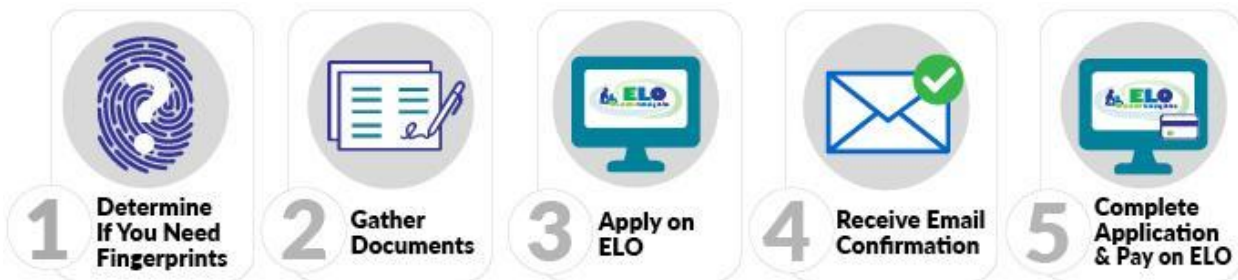 1
Determine
If You Need
Fingerprints
2
Gather
Documents
ELO
3
Apply on
ELO
4
Receive Email
Confirmation
ELO
5
Complete
Application
& Pay on ELO